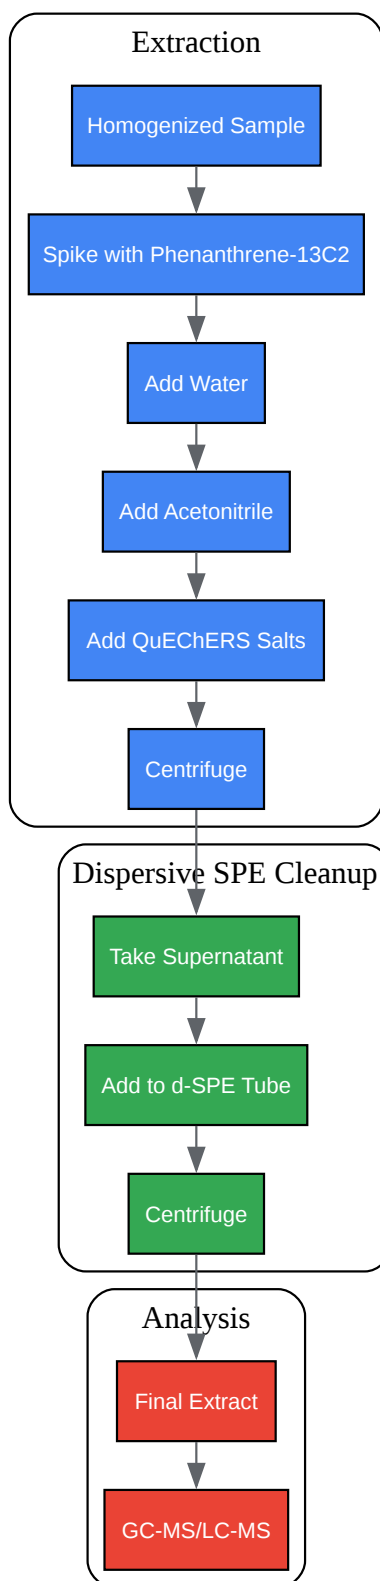 Extraction
Homogenized Sample
Spike with Phenanthrene-13C2
Add Water
Add Acetonitrile
Add QuEChERS Salts
Centrifuge
Dispersive SPE Cleanup
Take Supernatant
Add to d-SPE Tube
Centrifuge
Analysis
Final Extract
GC-MS/LC-MS